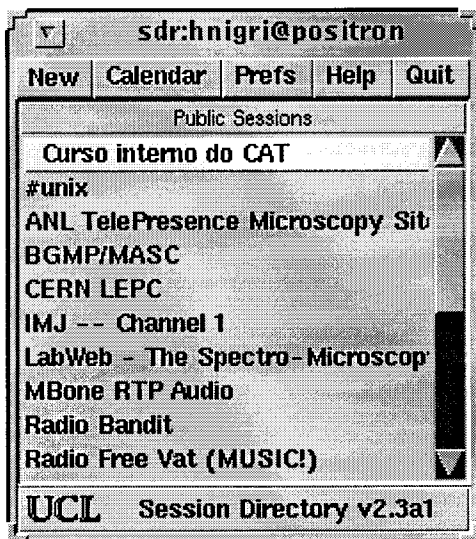 sdr:hnigri@positron
New Calendar Prefs Help Quit
Public Sessions
Curso interno do CAT
#unix
ANL TelePresence Microscopy Sit
BGMP/MASC
CERN LEPC
IMJ -- Channel 1
LabWeb - The Spectro-Microscop
MBone RTP Audio
Radio Bandit
Radio Free Vat (MUSIC!)
UCL Session Directory v2.3a1